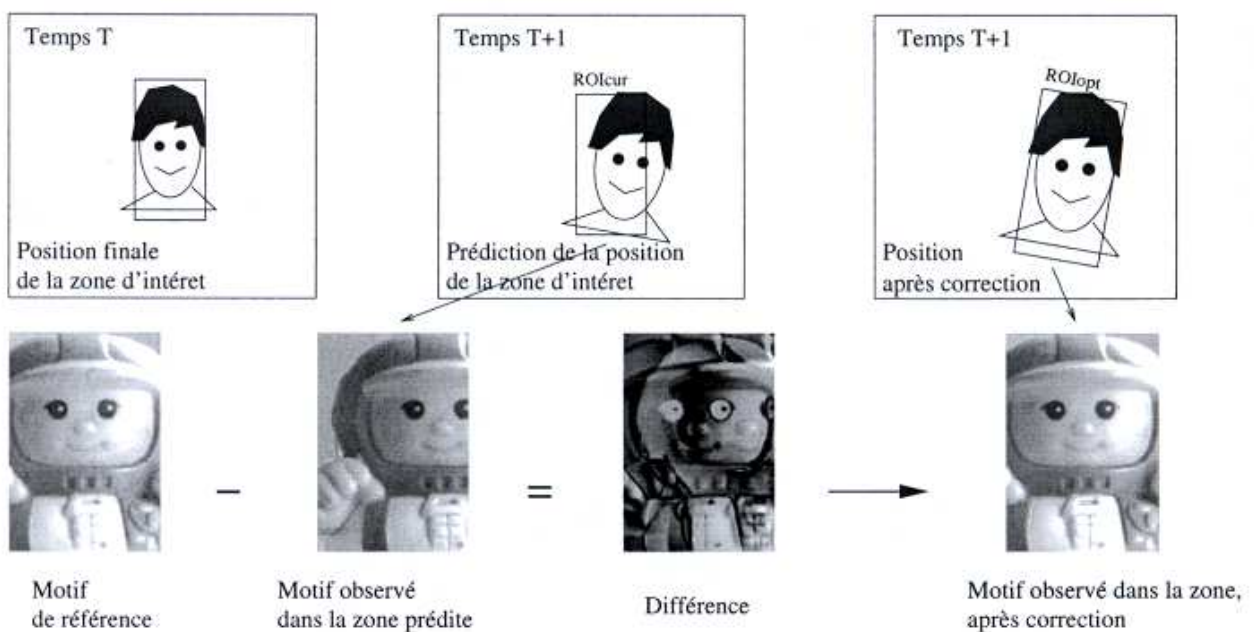 Temps T
Position finale
de la zone d'intéret
Temps T+1
ROIcur
Prédiction de la position
de la zone d'intéret
Temps T+1
ROIopt
Position
après correction
Motif
de référence
–
Motif observé
dans la zone prédite
=
Différence
Motif observé dans la zone,
après correction